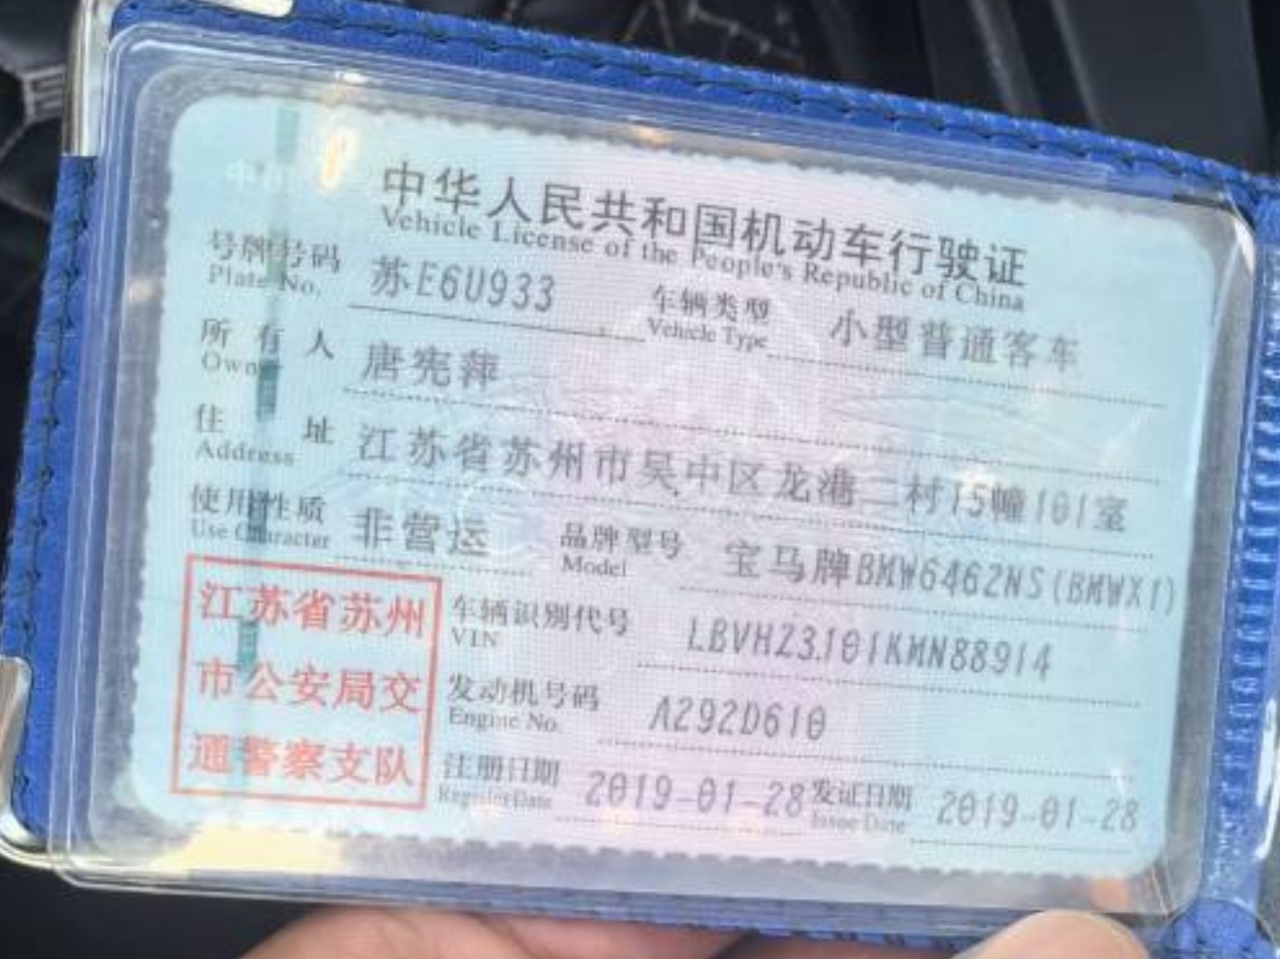 中华人民共和国机动车行驶证
Vehicle License of the People's Republic of China
号牌号码 苏E6U933 车辆类型 小型普通客车
Plate No. Vehicle Type
所有人 唐宪萍
住址 江苏省苏州市吴中区龙港二村15幢101室
Address
使用性质 非营运 品牌型号 宝马牌BMW6462NS(BMWX1)
Use Character Model
江苏省苏州
市公安局交
通警察支队
车辆识别代号 LBVHZ3101KMN88914
VIN
发动机号码 A292D610
Engine No.
注册日期 2019-01-28 发证日期 2019-01-28
Register Date Issue Date